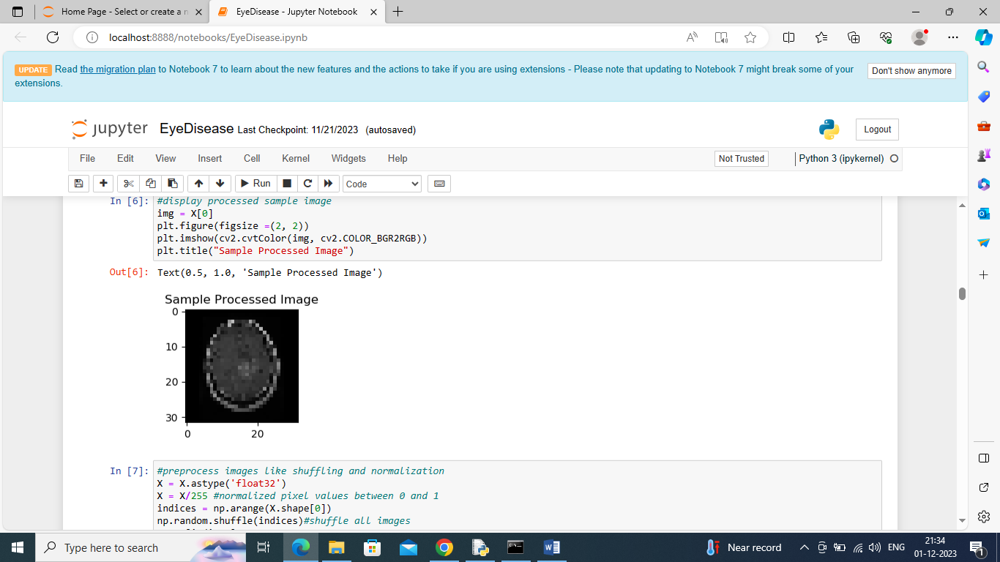 Home Page - Select or create a n
EyeDisease - Jupyter Notebook
localhost:8888/notebooks/EyeDisease.ipynb
UPDATE Read the migration plan to Notebook 7 to learn about the new features and the actions to take if you are using extensions - Please note that updating to Notebook 7 might break some of your
extensions.
Don't show anymore
jupyter EyeDisease Last Checkpoint: 11/21/2023 (autosaved)
Logout
File Edit View Insert Cell Kernel Widgets Help
Not Trusted
Python 3 (ipykernel)
Run
Code
In [6]: #display processed sample image
img = X[0]
plt.figure(figsize =(2, 2))
plt.imshow(cv2.cvtColor(img, cv2.COLOR_BGR2RGB))
plt.title("Sample Processed Image")
Out[6]: Text(0.5, 1.0, 'Sample Processed Image')
Sample Processed Image
0
10
20
30
0 20
In [7]: #preprocess images like shuffling and normalization
X = X.astype('float32')
X = X/255 #normalized pixel values between 0 and 1
indices = np.arange(X.shape[0])
np.random.shuffle(indices)#shuffle all images
Type here to search
Near record
ENG
21:34
01-12-2023
1